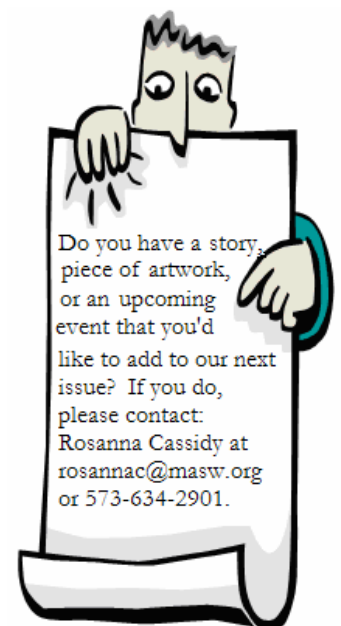 Do you have a story,
piece of artwork,
or an upcoming
event that you'd
like to add to our next
issue? If you do,
please contact:
Rosanna Cassidy at
rosannac@masw.org
or 573-634-2901.